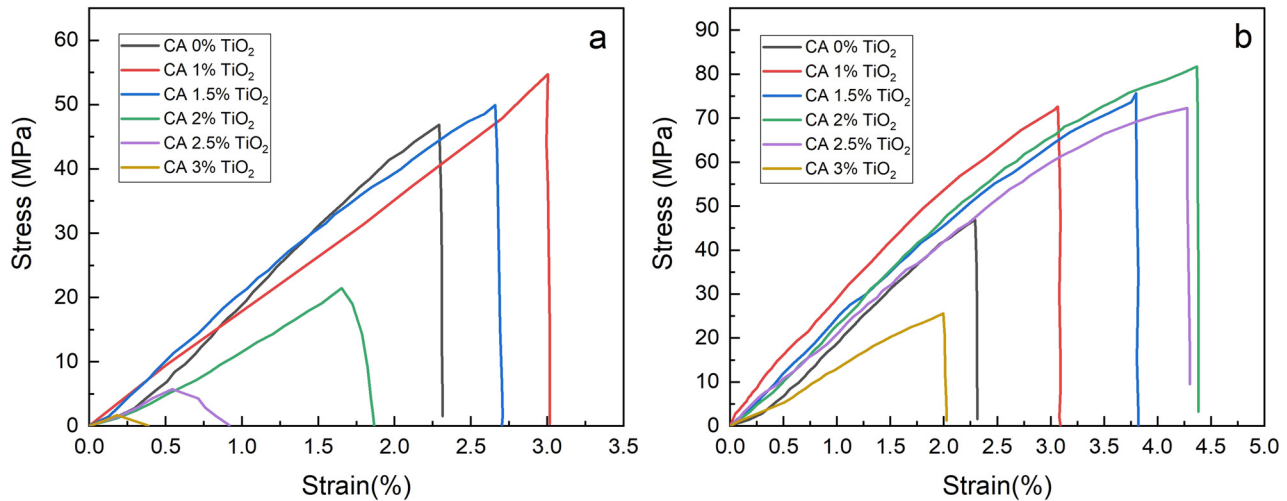 a
60
50
40
30
20
10
0
Stress (MPa)
CA 0% TiO₂
CA 1% TiO₂
CA 1.5% TiO₂
CA 2% TiO₂
CA 2.5% TiO₂
CA 3% TiO₂
0.0 0.5 1.0 1.5 2.0 2.5 3.0 3.5
Strain(%)
b
90
80
70
60
50
40
30
20
10
0
Stress (MPa)
CA 0% TiO₂
CA 1% TiO₂
CA 1.5% TiO₂
CA 2% TiO₂
CA 2.5% TiO₂
CA 3% TiO₂
0.0 0.5 1.0 1.5 2.0 2.5 3.0 3.5 4.0 4.5 5.0
Strain(%)